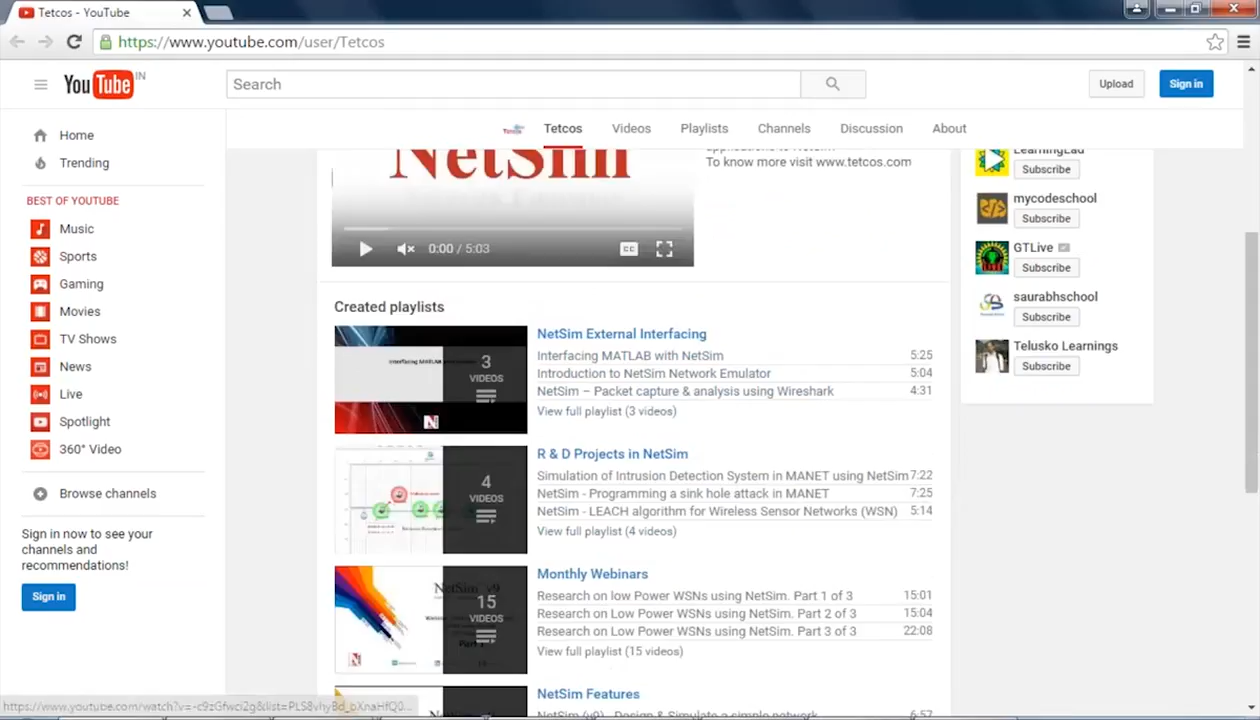 Tetcos - YouTube
https://www.youtube.com/user/Tetcos
YouTube IN
Search
Upload
Sign in
Tetcos
Videos
Playlists
Channels
Discussion
About
Home
Trending
BEST OF YOUTUBE
Music
Sports
Gaming
Movies
TV Shows
News
Live
Spotlight
360° Video
Browse channels
Sign in now to see your
channels and
recommendations!
Sign in
NetSim
To know more visit www.tetcos.com
0:00 / 5:03
CC
Created playlists
3
VIDEOS
NetSim External Interfacing
Interfacing MATLAB with NetSim 5:25
Introduction to NetSim Network Emulator 5:04
NetSim – Packet capture & analysis using Wireshark 4:31
View full playlist (3 videos)
4
VIDEOS
R & D Projects in NetSim
Simulation of Intrusion Detection System in MANET using NetSim 7:22
NetSim - Programming a sink hole attack in MANET 7:25
NetSim - LEACH algorithm for Wireless Sensor Networks (WSN) 5:14
View full playlist (4 videos)
15
VIDEOS
Monthly Webinars
Research on low Power WSNs using NetSim. Part 1 of 3 15:01
Research on Low Power WSNs using NetSim. Part 2 of 3 15:04
Research on Low Power WSNs using NetSim. Part 3 of 3 22:08
View full playlist (15 videos)
NetSim Features
NetSim (v9) - Design & Simulate a simple network 6:57
LearningLad
Subscribe
mycodeschool
Subscribe
GTLive
Subscribe
saurabhschool
Subscribe
Telusko Learnings
Subscribe